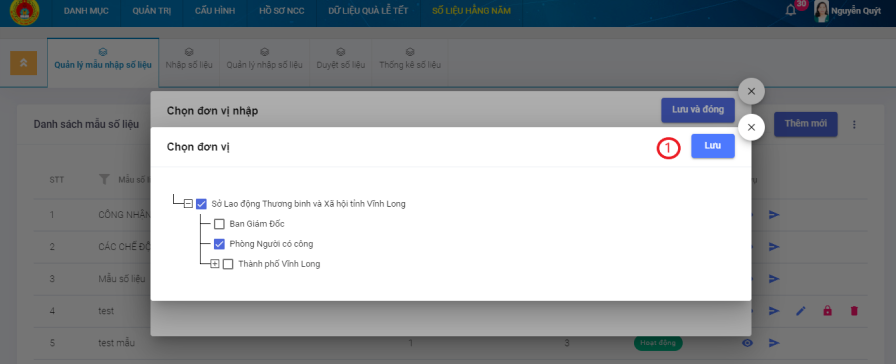 DANH MỤC QUẢN TRỊ CẤU HÌNH HỒ SƠ NCC DỮ LIỆU QUÀ LỄ TẾT SỐ LIỆU HẰNG NĂM 30 Nguyễn Quýt
Quản lý mẫu nhập số liệu Nhập số liệu Quản lý nhập số liệu Duyệt số liệu Thống kê số liệu
Chọn đơn vị nhập Lưu và đóng
Danh sách mẫu số liệu Thêm mới
Chọn đơn vị 1 Lưu
STT Mẫu số
Sở Lao động Thương binh và Xã hội tỉnh Vĩnh Long
1 CÔNG NHÂN
Ban Giám Đốc
Phòng Người có công
2 CÁC CHẾ ĐỘ
Thành phố Vĩnh Long
3 Mẫu số liệu
4 test
5 test mẫu 1 3 Hoạt động